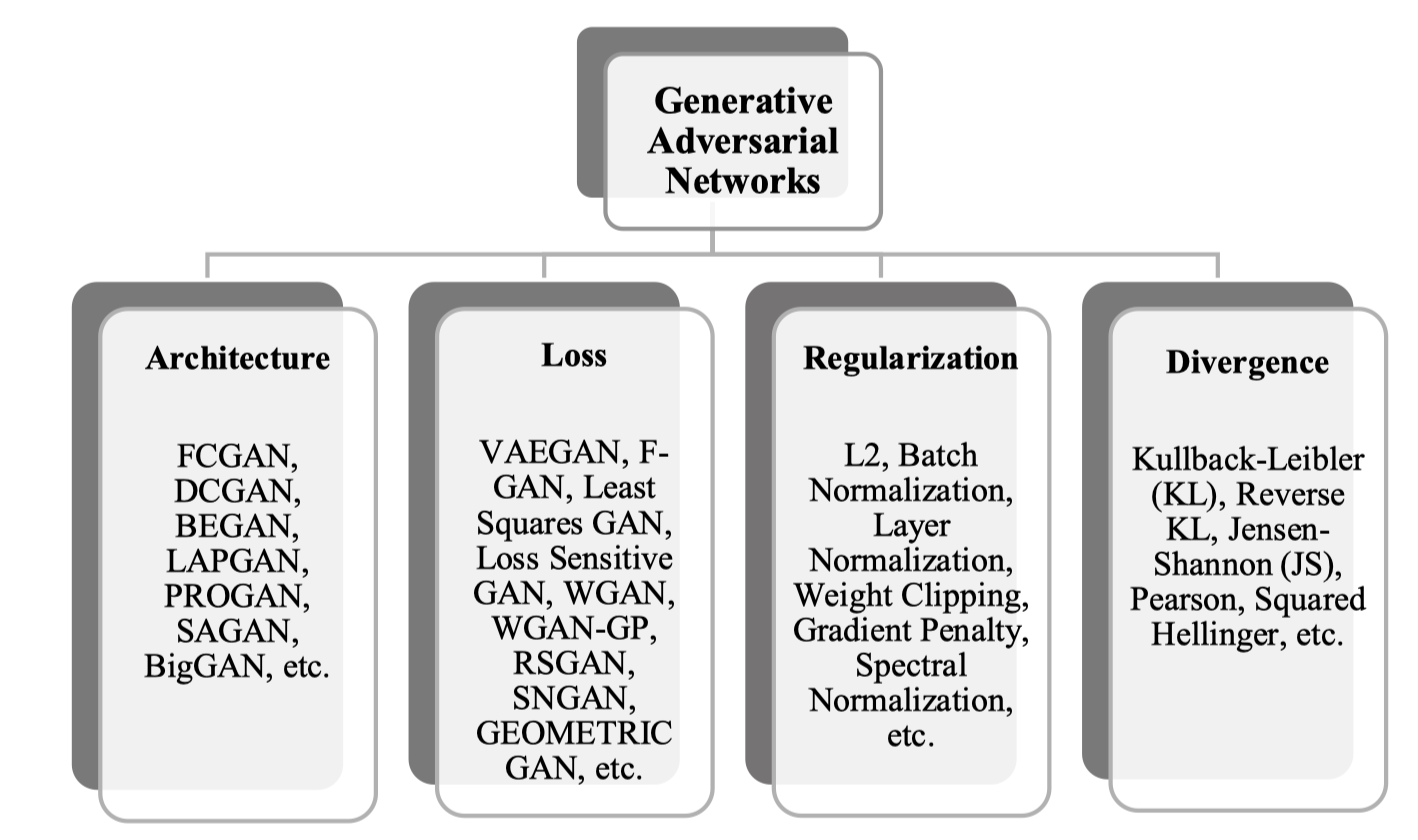 Generative
Adversarial
Networks
Architecture
FCGAN,
DCGAN,
BEGAN,
LAPGAN,
PROGAN,
SAGAN,
BigGAN, etc.
Loss
VAEGAN, F-
GAN, Least
Squares GAN,
Loss Sensitive
GAN, WGAN,
WGAN-GP,
RSGAN,
SNGAN,
GEOMETRIC
GAN, etc.
Regularization
L2, Batch
Normalization,
Layer
Normalization,
Weight Clipping,
Gradient Penalty,
Spectral
Normalization,
etc.
Divergence
Kullback-Leibler
(KL), Reverse
KL, Jensen-
Shannon (JS),
Pearson, Squared
Hellinger, etc.